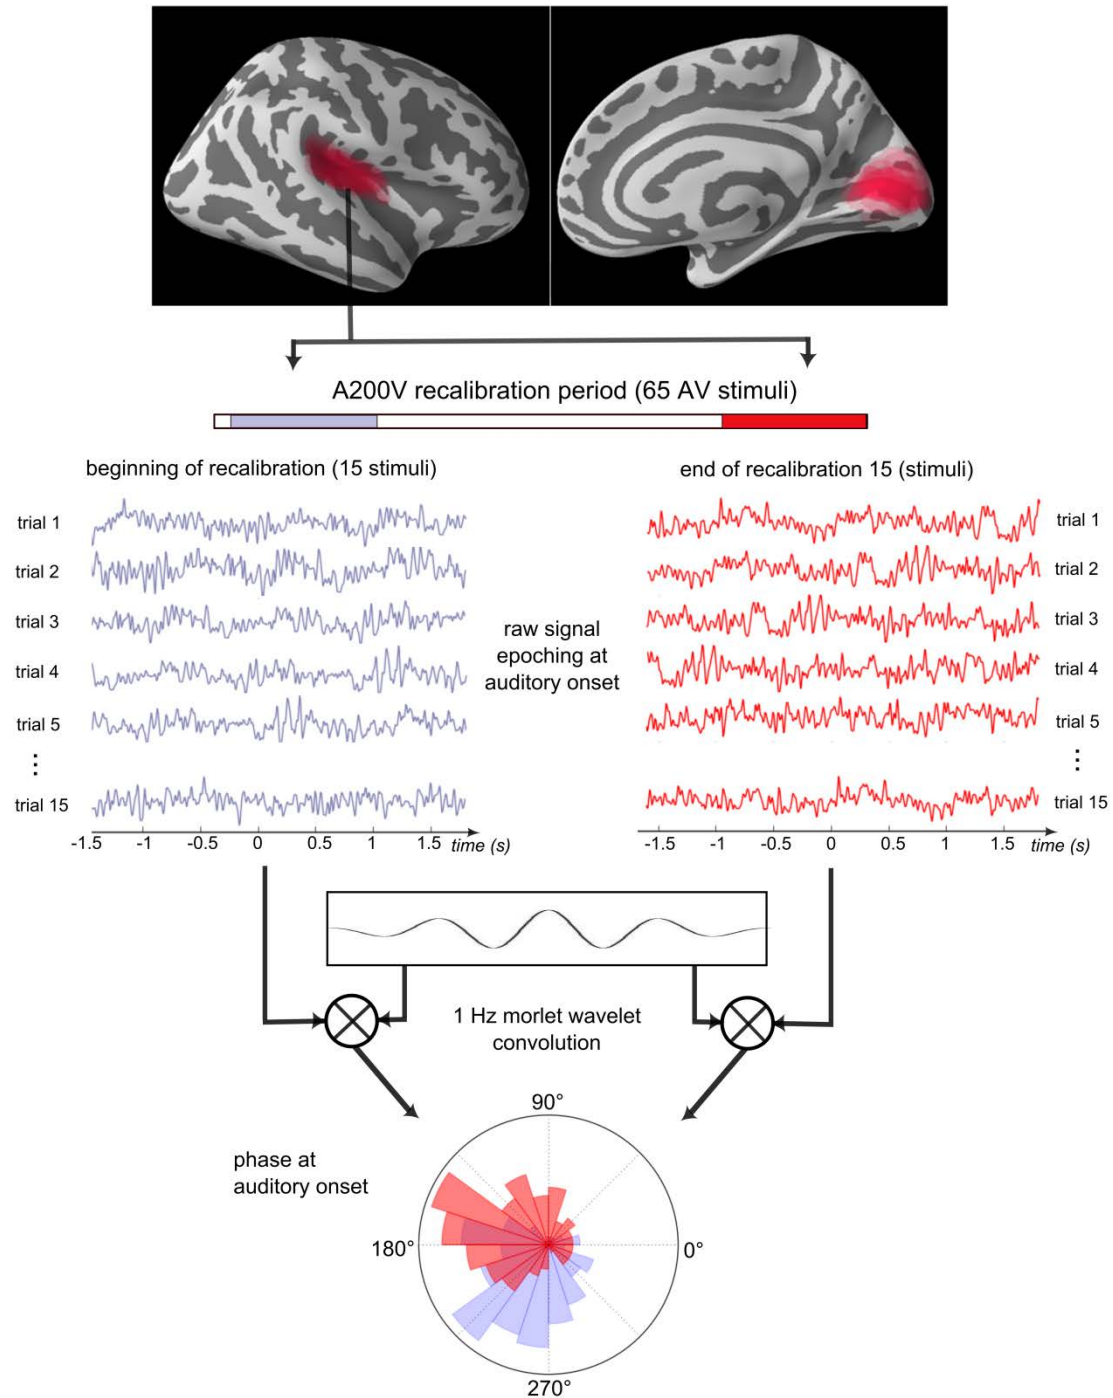 A200V recalibration period (65 AV stimuli)
beginning of recalibration (15 stimuli)
end of recalibration 15 (stimuli)
trial 1
trial 2
trial 3
trial 4
trial 5
⋮
trial 15
raw signal
epoching at
auditory onset
trial 1
trial 2
trial 3
trial 4
trial 5
⋮
trial 15
-1.5 -1 -0.5 0 0.5 1 1.5 time (s)
-1.5 -1 -0.5 0 0.5 1 1.5 time (s)
1 Hz morlet wavelet
convolution
phase at
auditory onset
90°
180°
0°
270°